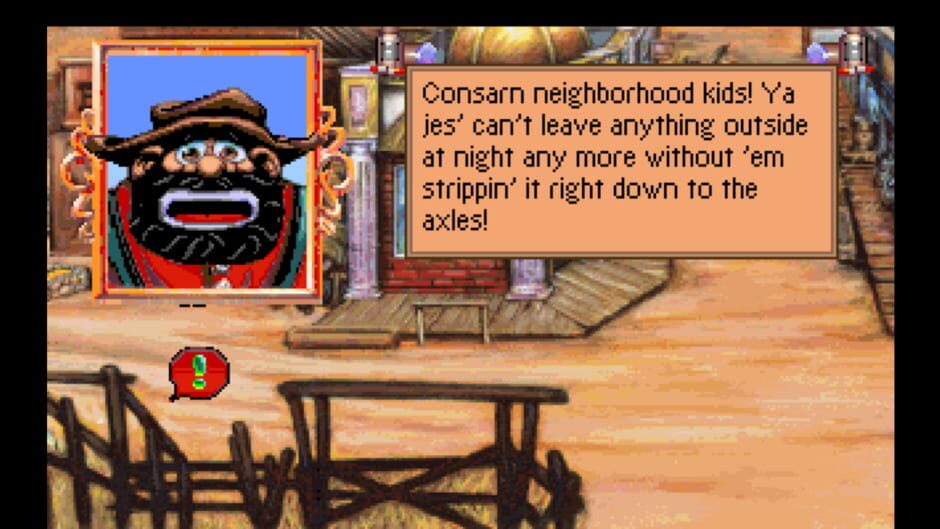 Consarn neighborhood kids! Ya
jes' can't leave anything outside
at night any more without 'em
strippin' it right down to the
axles!
!